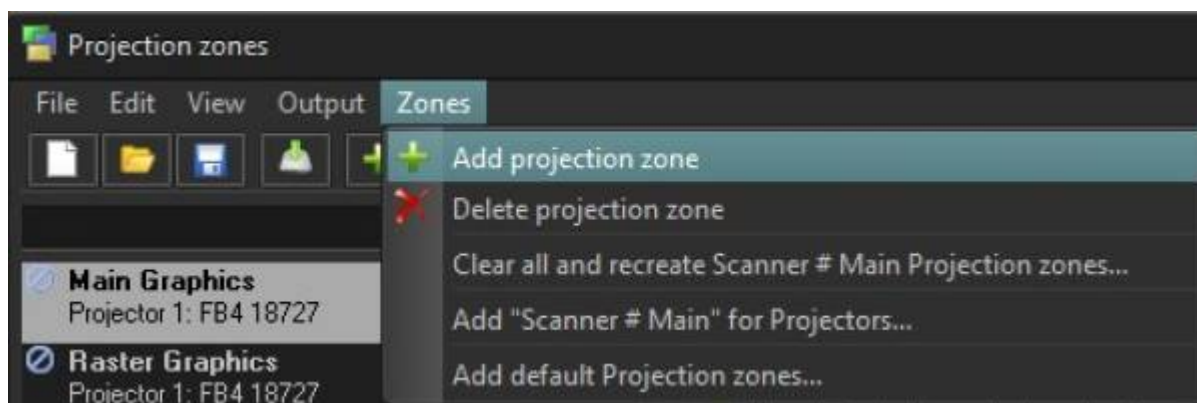 Projection zones
File Edit View Output Zones
Add projection zone
Delete projection zone
Clear all and recreate Scanner # Main Projection zones...
Add "Scanner # Main" for Projectors...
Add default Projection zones...
Main Graphics
Projector 1: FB4 18727
Raster Graphics
Projector 1: FB4 18727